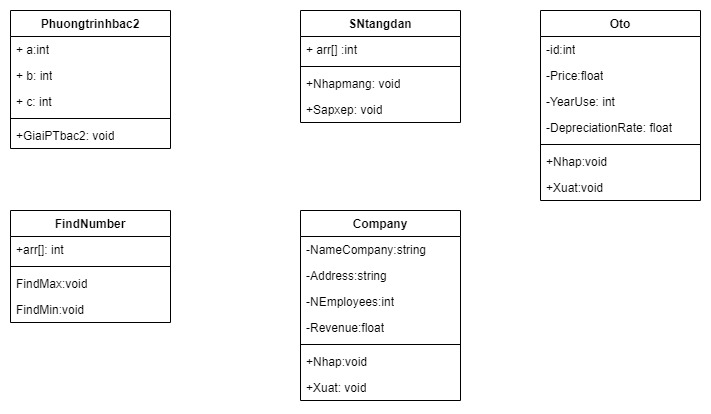 Phuongtrinhbac2
+ a:int
+ b: int
+ c: int
+GiaiPTbac2: void
SNtangdan
+ arr[] :int
+Nhapmang: void
+Sapxep: void
Oto
-id:int
-Price:float
-YearUse: int
-DepreciationRate: float
+Nhap:void
+Xuat:void
FindNumber
+arr[]: int
FindMax:void
FindMin:void
Company
-NameCompany:string
-Address:string
-NEmployees:int
-Revenue:float
+Nhap:void
+Xuat: void